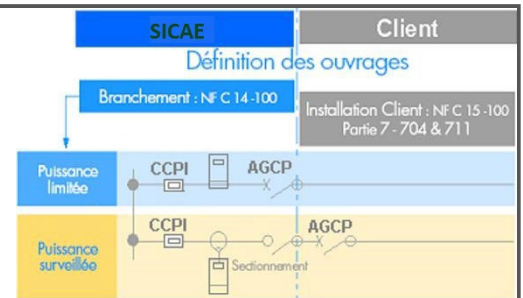 SICAE
Client
Définition des ouvrages
Branchement : NF C 14 -100
Installation Client : NF C 15 -100
Partie 7 - 704 & 711
Puissance
limitée
CCPI
AGCP
Puissance
surveillée
CCPI
AGCP
Sectionnement